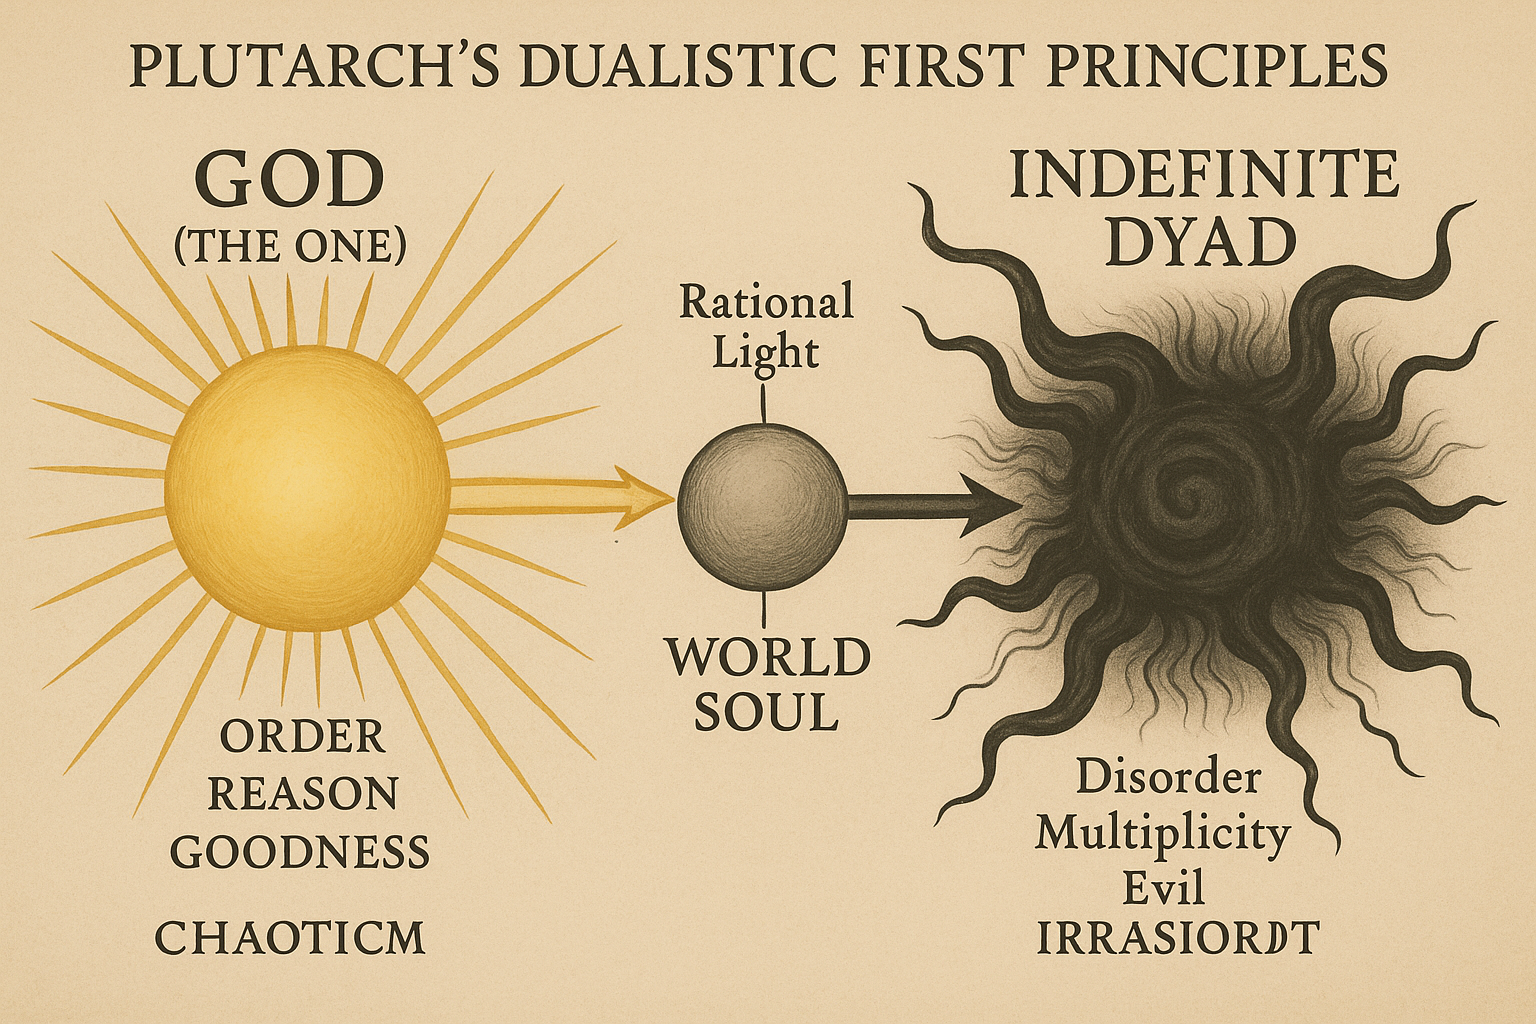 PLUTARCH'S DUALISTIC FIRST PRINCIPLES
GOD
(THE ONE)
INDEFINITE
DYAD
Rational
Light
WORLD
SOUL
ORDER
REASON
GOODNESS
CHAOTICM
Disorder
Multiplicity
Evil
IRRASIORDT